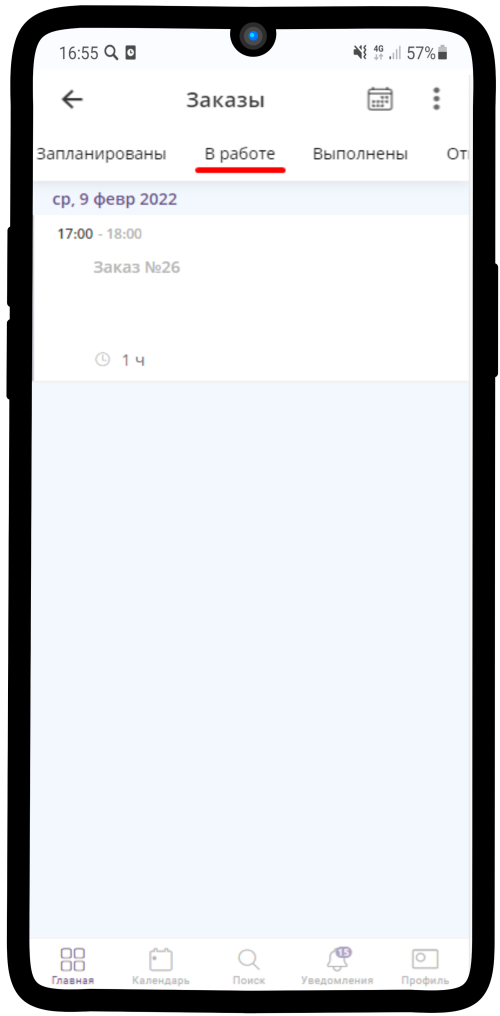 16:55 4G 57%
Заказы
Запланированы В работе Выполнены
ср, 9 февр 2022
17:00 - 18:00
Заказ №26
1 ч
15
Главная Календарь Поиск Уведомления Профиль